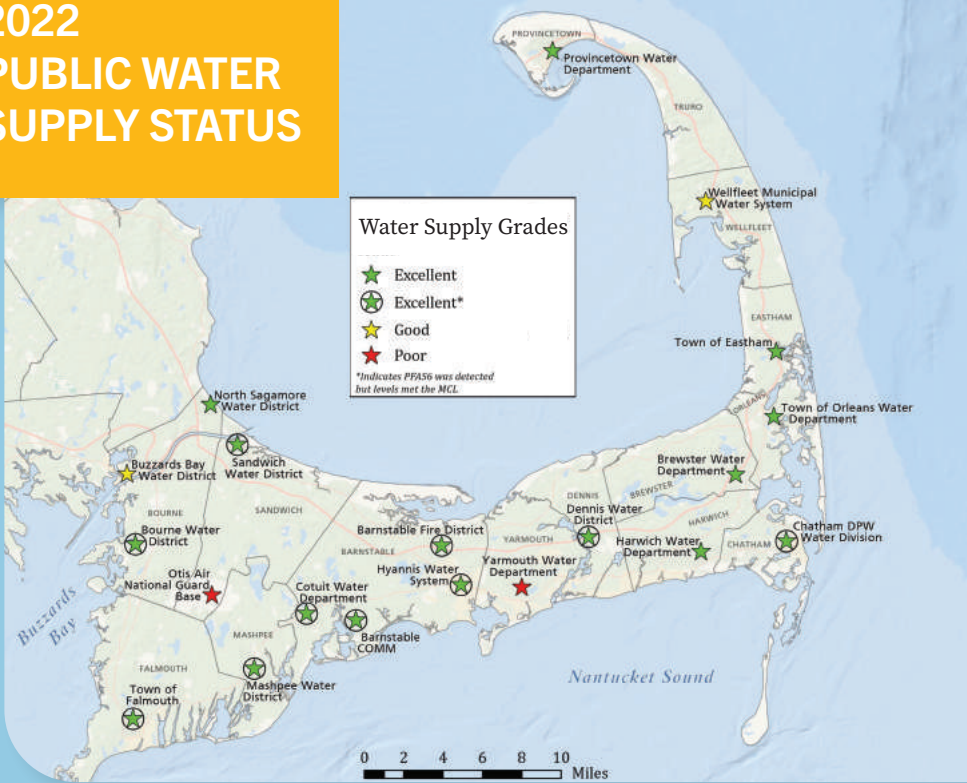 2022
PUBLIC WATER
SUPPLY STATUS
PROVINCETOWN
Provincetown Water
Department
TRURO
Wellfleet Municipal
Water System
WELLFLEET
Water Supply Grades
Excellent
Excellent*
Good
Poor
*Indicates PFAS6 was detected
but levels met the MCL
EASTHAM
Town of Eastham
ORLEANS
Town of Orleans Water
Department
North Sagamore
Water District
Sandwich
Water District
Buzzards Bay
Water District
Brewster Water
Department
BREWSTER
DENNIS
Dennis Water
District
BOURNE
SANDWICH
Bourne Water
District
Barnstable Fire District
BARNSTABLE
YARMOUTH
HARWICH
Harwich Water
Department
CHATHAM
Chatham DPW
Water Division
Hyannis Water
System
Yarmouth Water
Department
Otis Air
National Guard
Base
Cotuit Water
Department
Barnstable
COMM
Buzzards
Bay
MASHPEE
FALMOUTH
Mashpee Water
District
Town of
Falmouth
Nantucket Sound
0 2 4 6 8 10
Miles